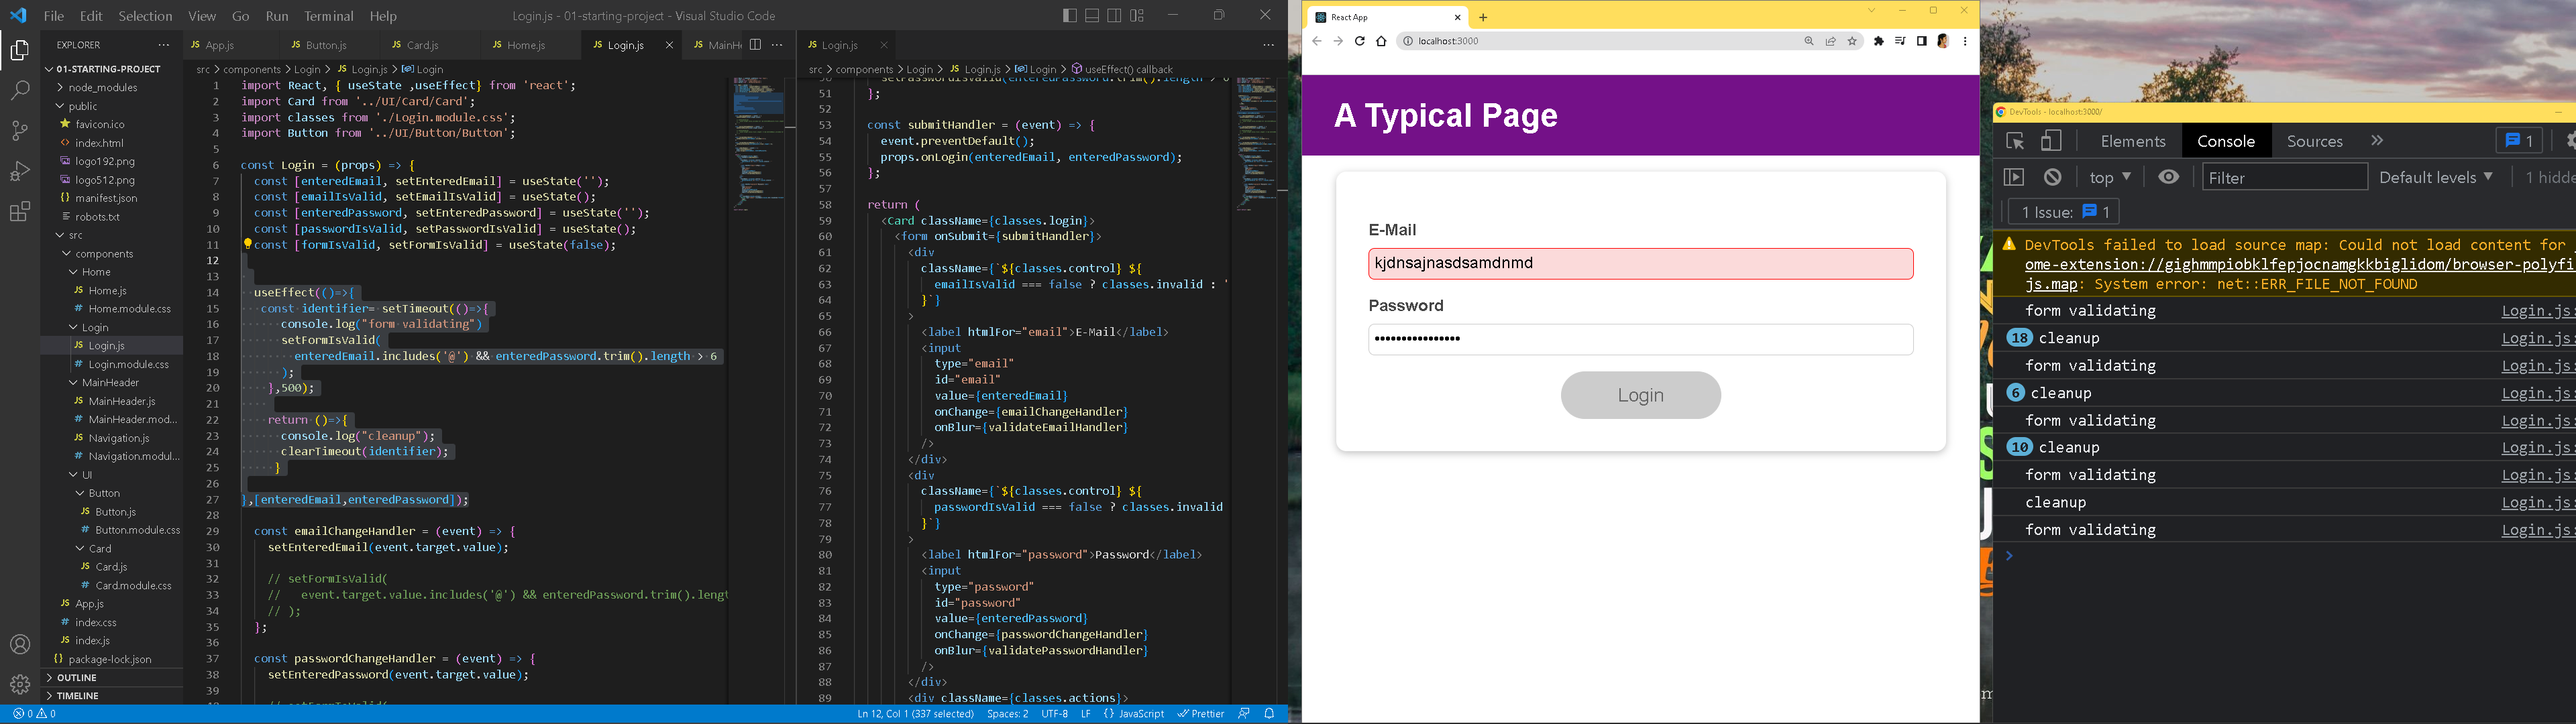 File Edit Selection View Go Run Terminal Help
Login.js - 01-starting-project - Visual Studio Code
EXPLORER
01-STARTING-PROJECT
node_modules
public
favicon.ico
index.html
logo192.png
logo512.png
manifest.json
robots.txt
src
components
Home
Home.js
Home.module.css
Login
Login.js
Login.module.css
MainHeader
MainHeader.js
MainHeader.mod...
Navigation.js
Navigation.modul...
UI
Button
Button.js
Button.module.css
Card
Card.js
Card.module.css
App.js
index.css
index.js
package-lock.json
OUTLINE
TIMELINE
App.js Button.js Card.js Home.js Login.js MainHe
src > components > Login > Login.js > Login
1 import React, { useState ,useEffect} from 'react';
2 import Card from '../UI/Card/Card';
3 import classes from './Login.module.css';
4 import Button from '../UI/Button/Button';
5
6 const Login = (props) => {
7 const [enteredEmail, setEnteredEmail] = useState('');
8 const [emailIsValid, setEmailIsValid] = useState();
9 const [enteredPassword, setEnteredPassword] = useState('');
10 const [passwordIsValid, setPasswordIsValid] = useState();
11 const [formIsValid, setFormIsValid] = useState(false);
12
13
14 useEffect(()=>{
15 const identifier= setTimeout(()=>{
16 console.log("form validating")
17 setFormIsValid(
18 enteredEmail.includes('@') && enteredPassword.trim().length > 6
19 );
20 },500);
21
22 return ()=>{
23 console.log("cleanup");
24 clearTimeout(identifier);
25 }
26
27 },[enteredEmail,enteredPassword]);
28
29 const emailChangeHandler = (event) => {
30 setEnteredEmail(event.target.value);
31
32 // setFormIsValid(
33 // event.target.value.includes('@') && enteredPassword.trim().lengt
34 // );
35 };
36
37 const passwordChangeHandler = (event) => {
38 setEnteredPassword(event.target.value);
39
Login.js
src > components > Login > Login.js > Login > useEffect() callback
51 };
52
53 const submitHandler = (event) => {
54 event.preventDefault();
55 props.onLogin(enteredEmail, enteredPassword);
56 };
57
58 return (
59 <Card className={classes.login}>
60 <form onSubmit={submitHandler}>
61 <div
62 className={`${classes.control} ${
63 emailIsValid === false ? classes.invalid : '
64 }`}
65 >
66 <label htmlFor="email">E-Mail</label>
67 <input
68 type="email"
69 id="email"
70 value={enteredEmail}
71 onChange={emailChangeHandler}
72 onBlur={validateEmailHandler}
73 />
74 </div>
75 <div
76 className={`${classes.control} ${
77 passwordIsValid === false ? classes.invalid
78 }`}
79 >
80 <label htmlFor="password">Password</label>
81 <input
82 type="password"
83 id="password"
84 value={enteredPassword}
85 onChange={passwordChangeHandler}
86 onBlur={validatePasswordHandler}
87 />
88 </div>
89 <div className={classes.actions}>
0 0
Ln 12, Col 1 (337 selected) Spaces: 2 UTF-8 LF {} JavaScript Prettier
React App
localhost:3000
A Typical Page
E-Mail
kjdnsajnasdsamdnmd
Password
••••••••••••••••
Login
DevTools - localhost:3000/
Elements Console Sources 1
top Filter Default levels 1 hidde
1 Issue: 1
DevTools failed to load source map: Could not load content for
ome-extension://gighmmpiobklfepjocnamgkkbiglidom/browser-polyfil
js.map: System error: net::ERR_FILE_NOT_FOUND
form validating Login.js:
18 cleanup Login.js:
form validating Login.js:
6 cleanup Login.js:
form validating Login.js:
10 cleanup Login.js:
form validating Login.js:
cleanup Login.js:
form validating Login.js: